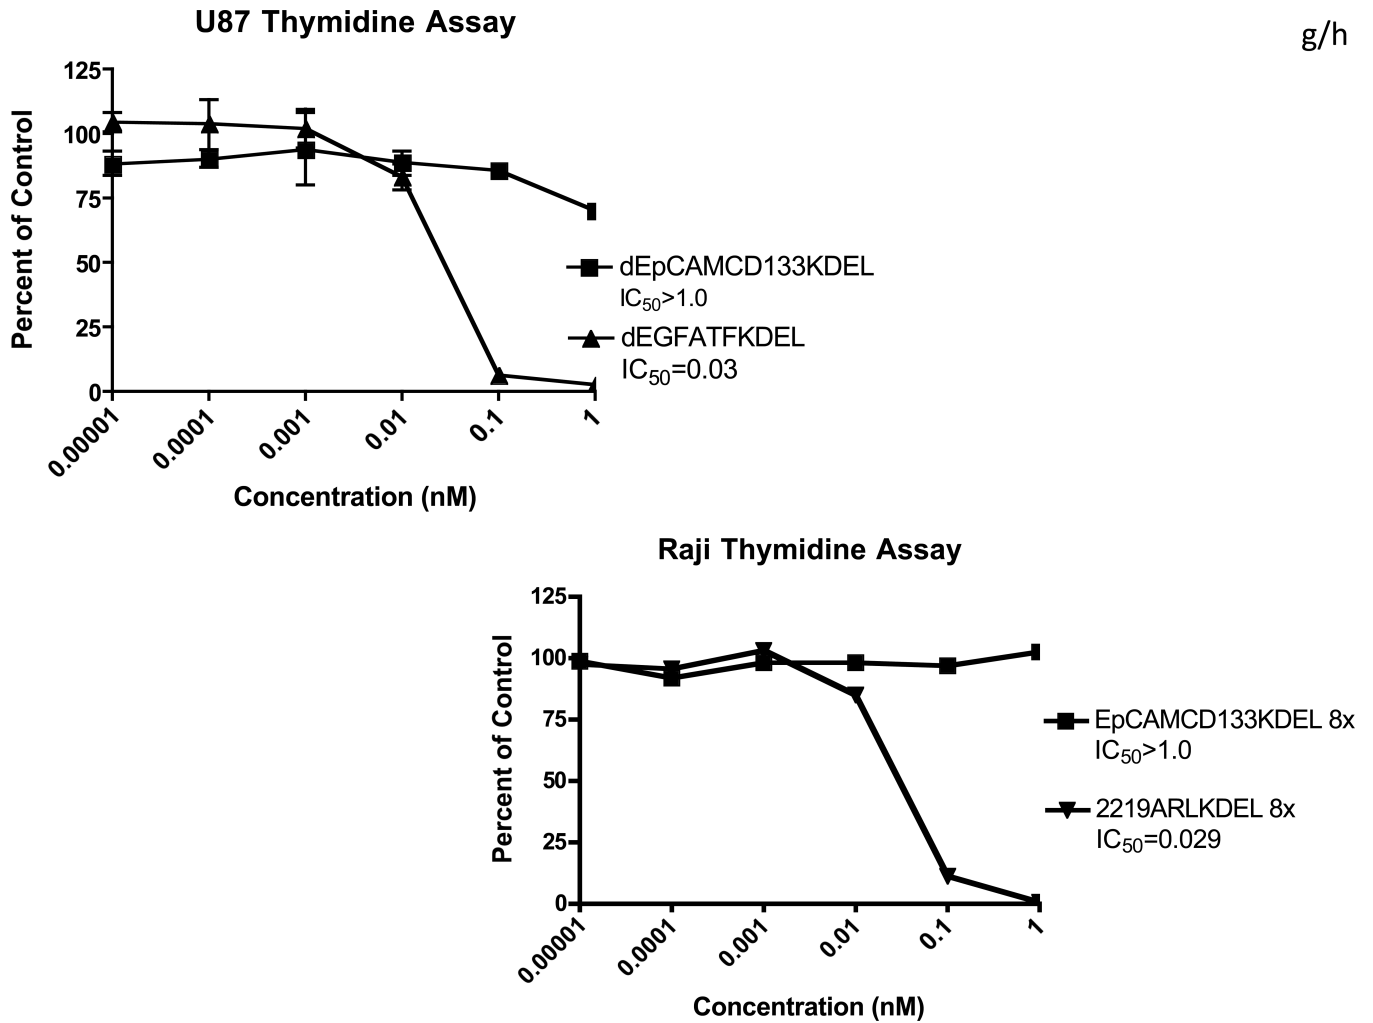 U87 Thymidine Assay
g/h
Percent of Control
125
100
75
50
25
0
0.00001
0.0001
0.001
0.01
0.1
1
Concentration (nM)
dEpCAMCD133KDEL
IC50>1.0
dEGFATFKDEL
IC50=0.03
Raji Thymidine Assay
Percent of Control
125
100
75
50
25
0
0.00001
0.0001
0.001
0.01
0.1
1
Concentration (nM)
EpCAMCD133KDEL 8x
IC50>1.0
2219ARLKDEL 8x
IC50=0.029